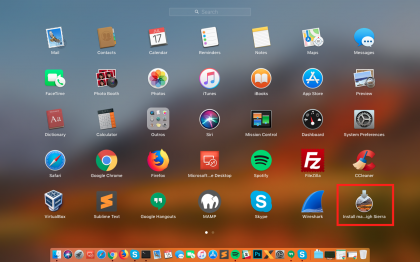 Search
Mail
Contacts
Calendar
Reminders
Notes
Maps
Messages
FaceTime
Photo Booth
Photos
iTunes
iBooks
App Store
Preview
Dictionary
Calculator
Outros
Siri
Mission Control
Dashboard
System Preferences
Safari
Google Chrome
Firefox
Microsoft...e Desktop
Spotify
FileZilla
CCleaner
VirtualBox
Sublime Text
Google Hangouts
MAMP
Skype
Wireshark
Install ma...igh Sierra